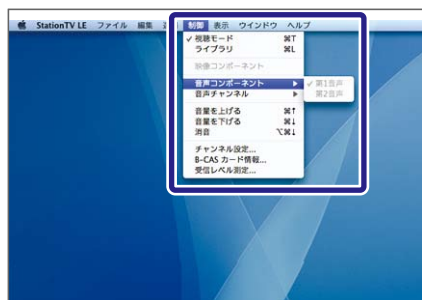 StationTV LE ファイル 編集 制御 表示 ウインドウ ヘルプ
✓ 視聴モード ⌘T
ライブラリ ⌘L
映像コンポーネント
音声コンポーネント ▶ ✓ 第1音声
音声チャンネル ▶ 第2音声
音量を上げる ⌘↑
音量を下げる ⌘↓
消音 ⌥⌘↓
チャンネル設定...
B-CAS カード情報...
受信レベル測定...